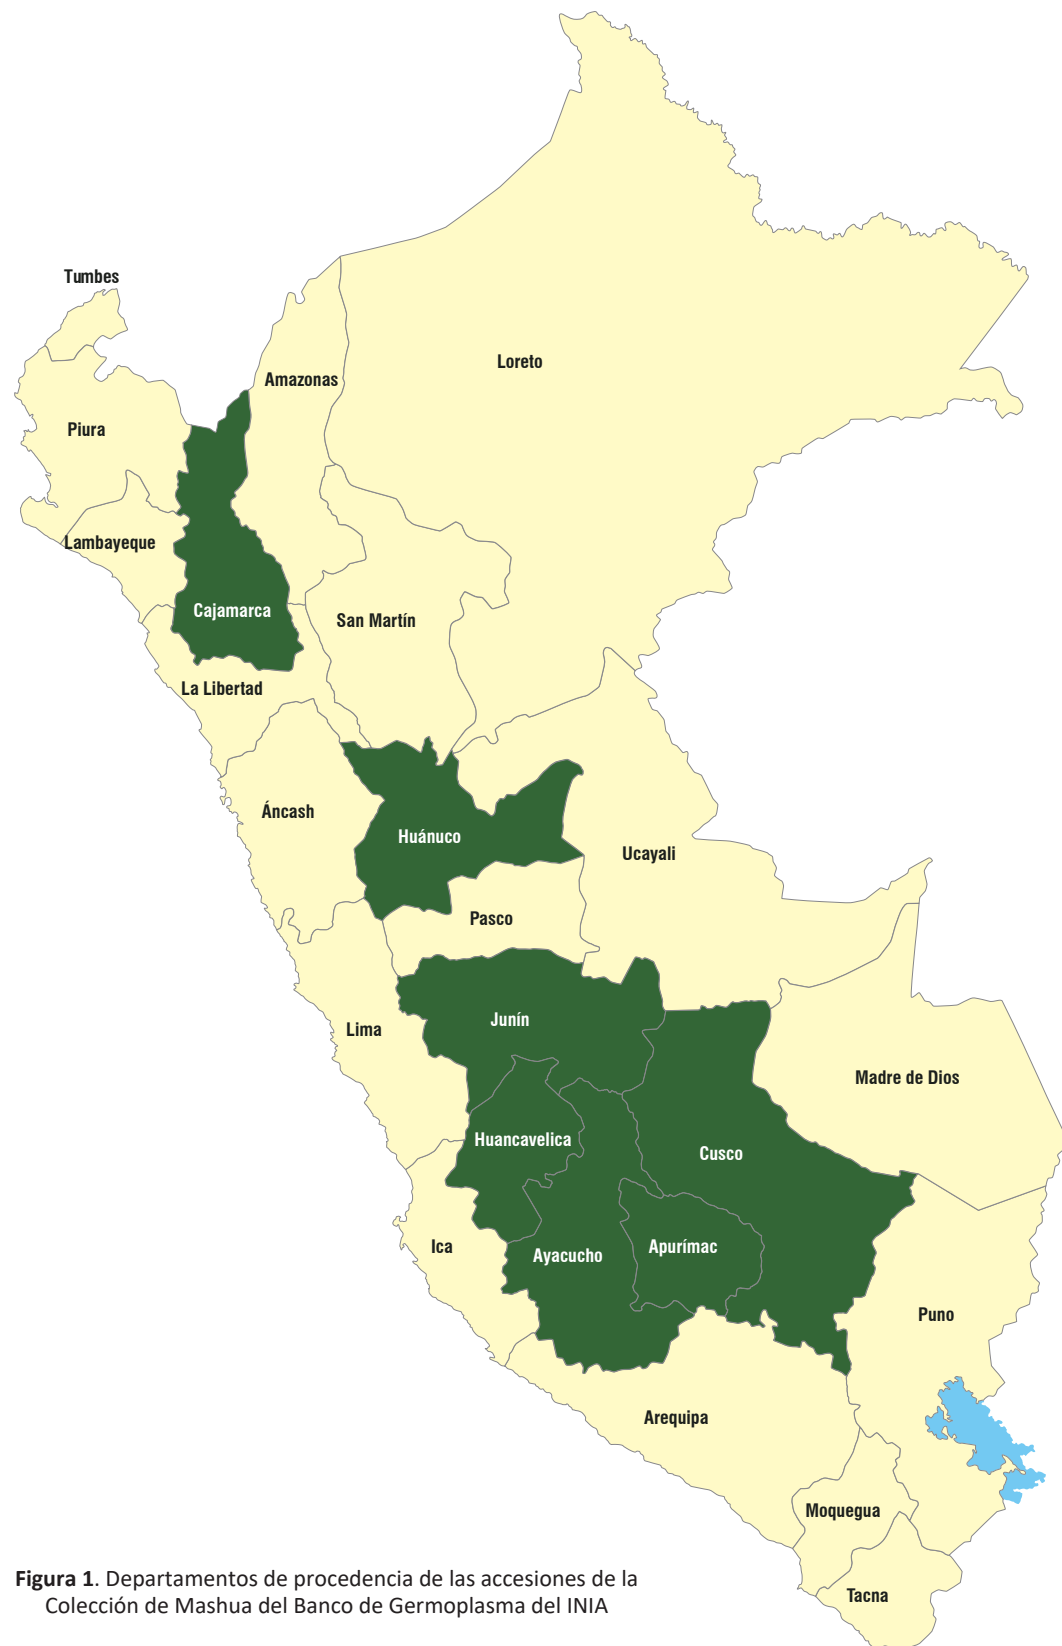 Tumbes
Loreto
Amazonas
Piura
Lambayeque
Cajamarca
San Martín
La Libertad
Áncash
Huánuco
Ucayali
Pasco
Junín
Lima
Madre de Dios
Huancavelica
Cusco
Ica
Ayacucho
Apurímac
Puno
Arequipa
Moquegua
Tacna
Figura 1. Departamentos de procedencia de las accesiones de la
Colección de Mashua del Banco de Germoplasma del INIA